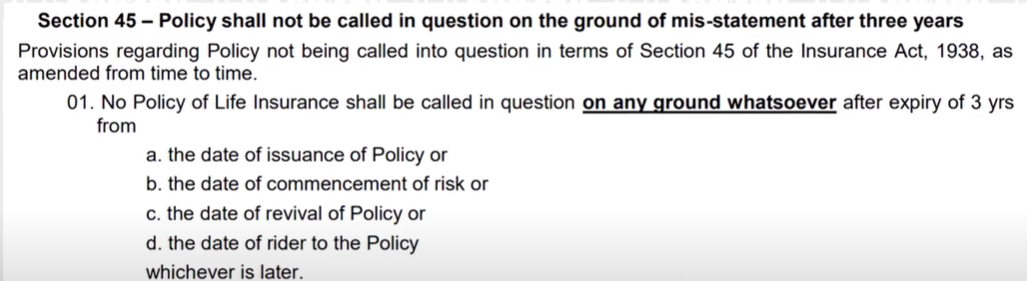 Section 45 – Policy shall not be called in question on the ground of mis-statement after three years
Provisions regarding Policy not being called into question in terms of Section 45 of the Insurance Act, 1938, as
amended from time to time.
01. No Policy of Life Insurance shall be called in question on any ground whatsoever after expiry of 3 yrs
from
a. the date of issuance of Policy or
b. the date of commencement of risk or
c. the date of revival of Policy or
d. the date of rider to the Policy
whichever is later.